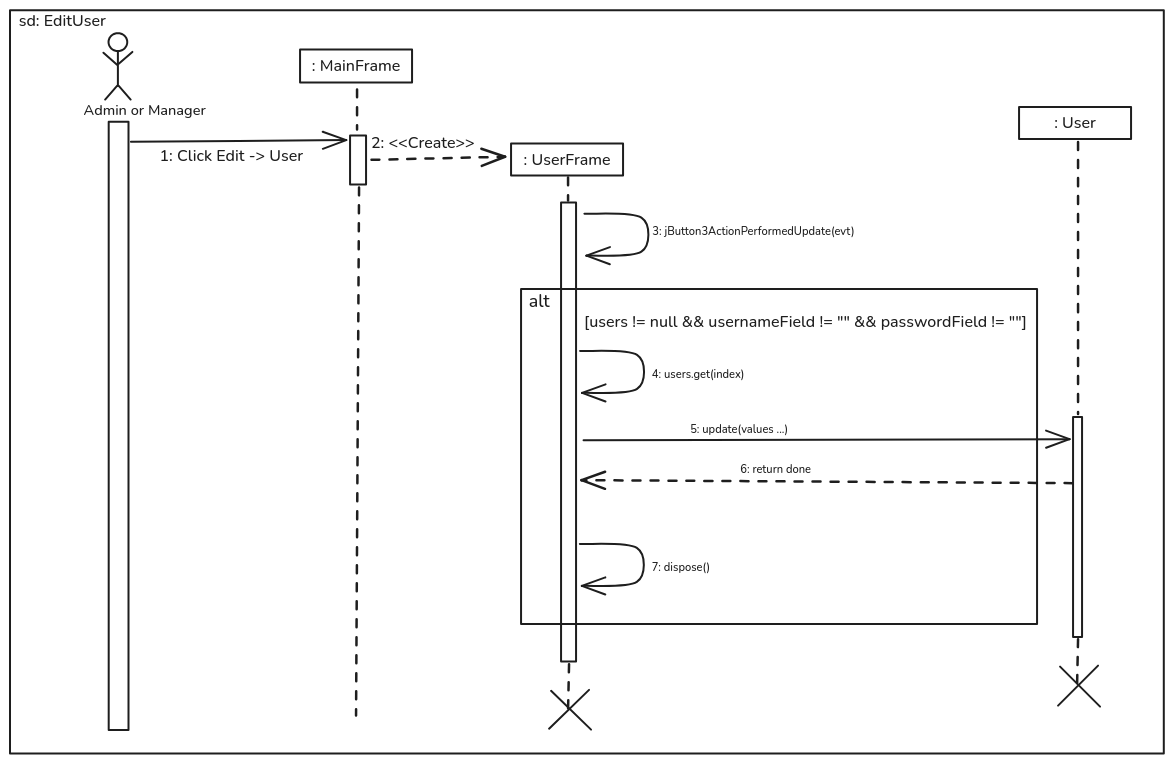 sd: EditUser
: MainFrame
Admin or Manager
: User
1: Click Edit -> User
2: <<Create>>
: UserFrame
3: jButton3ActionPerformedUpdate(evt)
alt
[users != null && usernameField != "" && passwordField != ""]
4: users.get(index)
5: update(values ...)
6: return done
7: dispose()